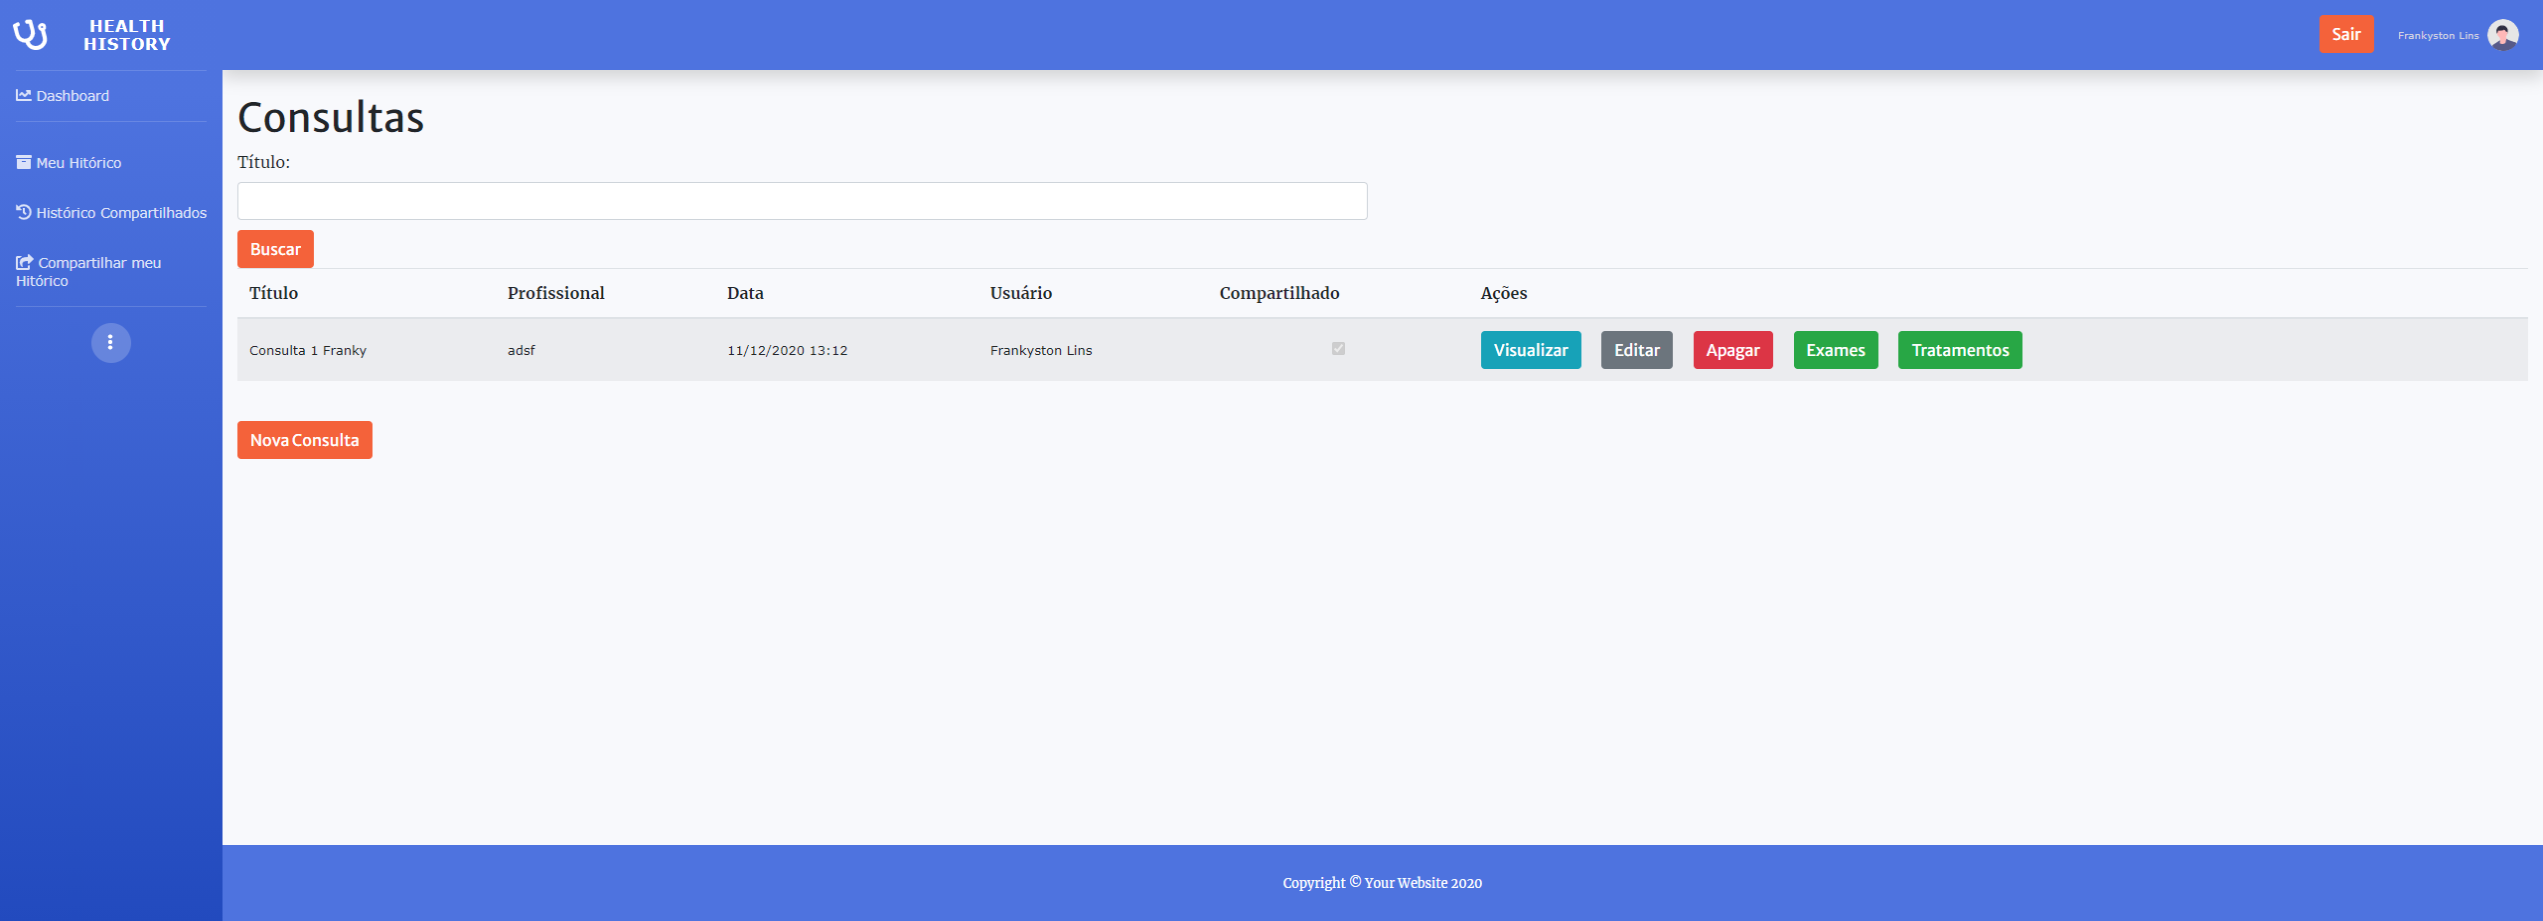 HEALTH
HISTORY
Sair
Frankyston Lins
Dashboard
Meu Hitórico
Histórico Compartilhados
Compartilhar meu
Hitórico
Consultas
Título:
Buscar
Título Profissional Data Usuário Compartilhado Ações
Consulta 1 Franky adsf 11/12/2020 13:12 Frankyston Lins Visualizar Editar Apagar Exames Tratamentos
Nova Consulta
Copyright © Your Website 2020